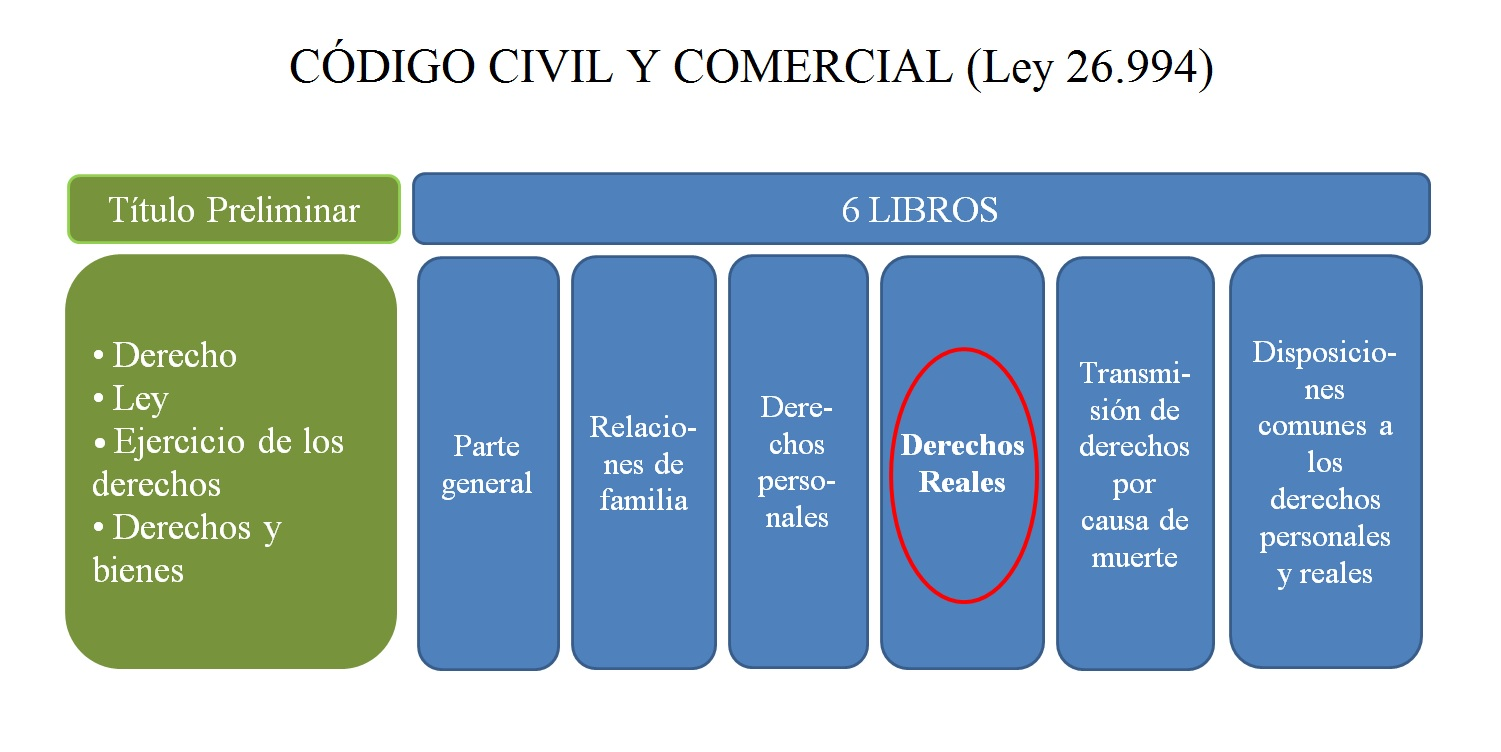 CÓDIGO CIVIL Y COMERCIAL (Ley 26.994)
Título Preliminar
6 LIBROS
• Derecho
• Ley
• Ejercicio de los
derechos
• Derechos y
bienes
Parte
general
Relacio-
nes de
familia
Dere-
chos
perso-
nales
Derechos
Reales
Transmi-
sión de
derechos
por
causa de
muerte
Disposicio-
nes
comunes a
los
derechos
personales
y reales